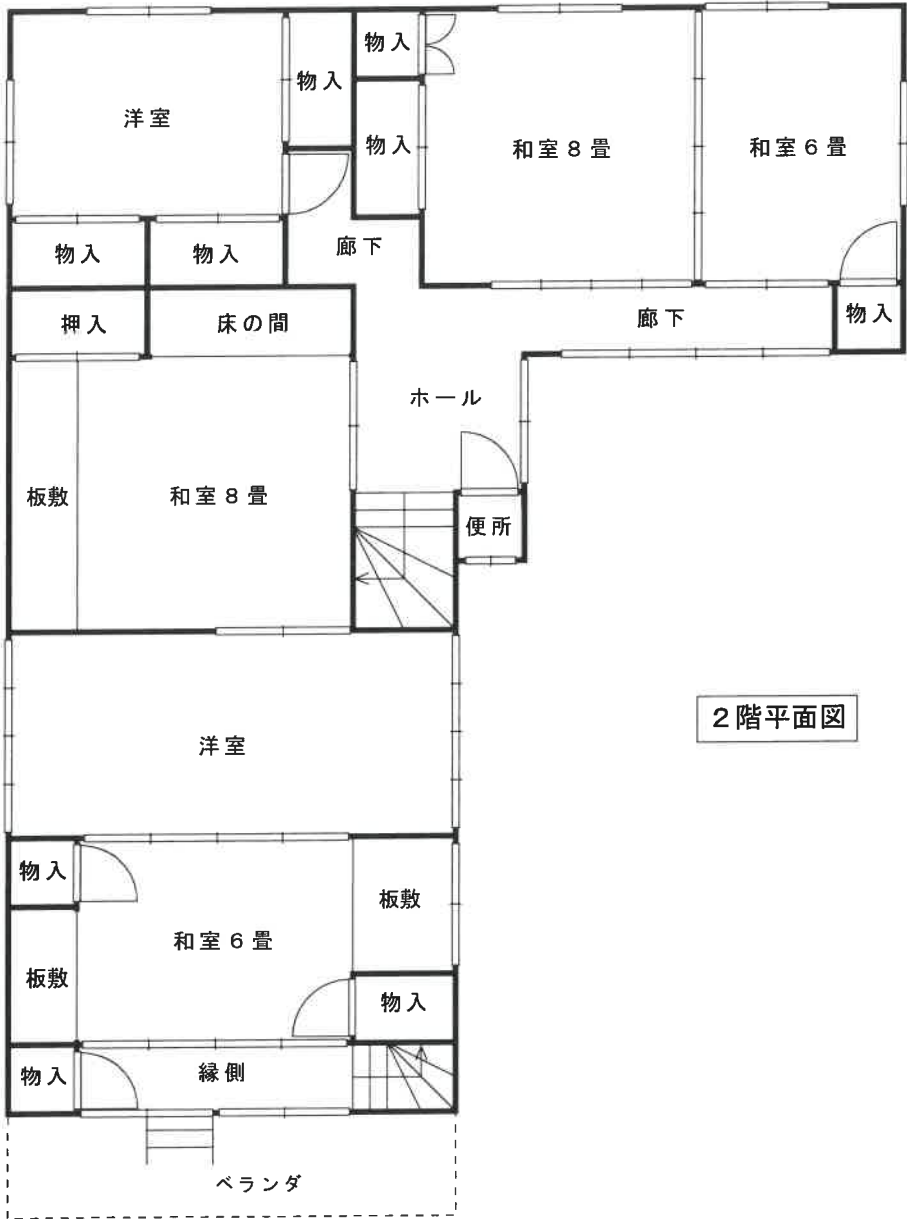 物入
物入
洋室
物入
和室8畳
和室6畳
物入
物入
廊下
押入
床の間
廊下
物入
ホール
板敷
和室8畳
便所
2階平面図
洋室
物入
板敷
和室6畳
板敷
物入
物入
縁側
ベランダ